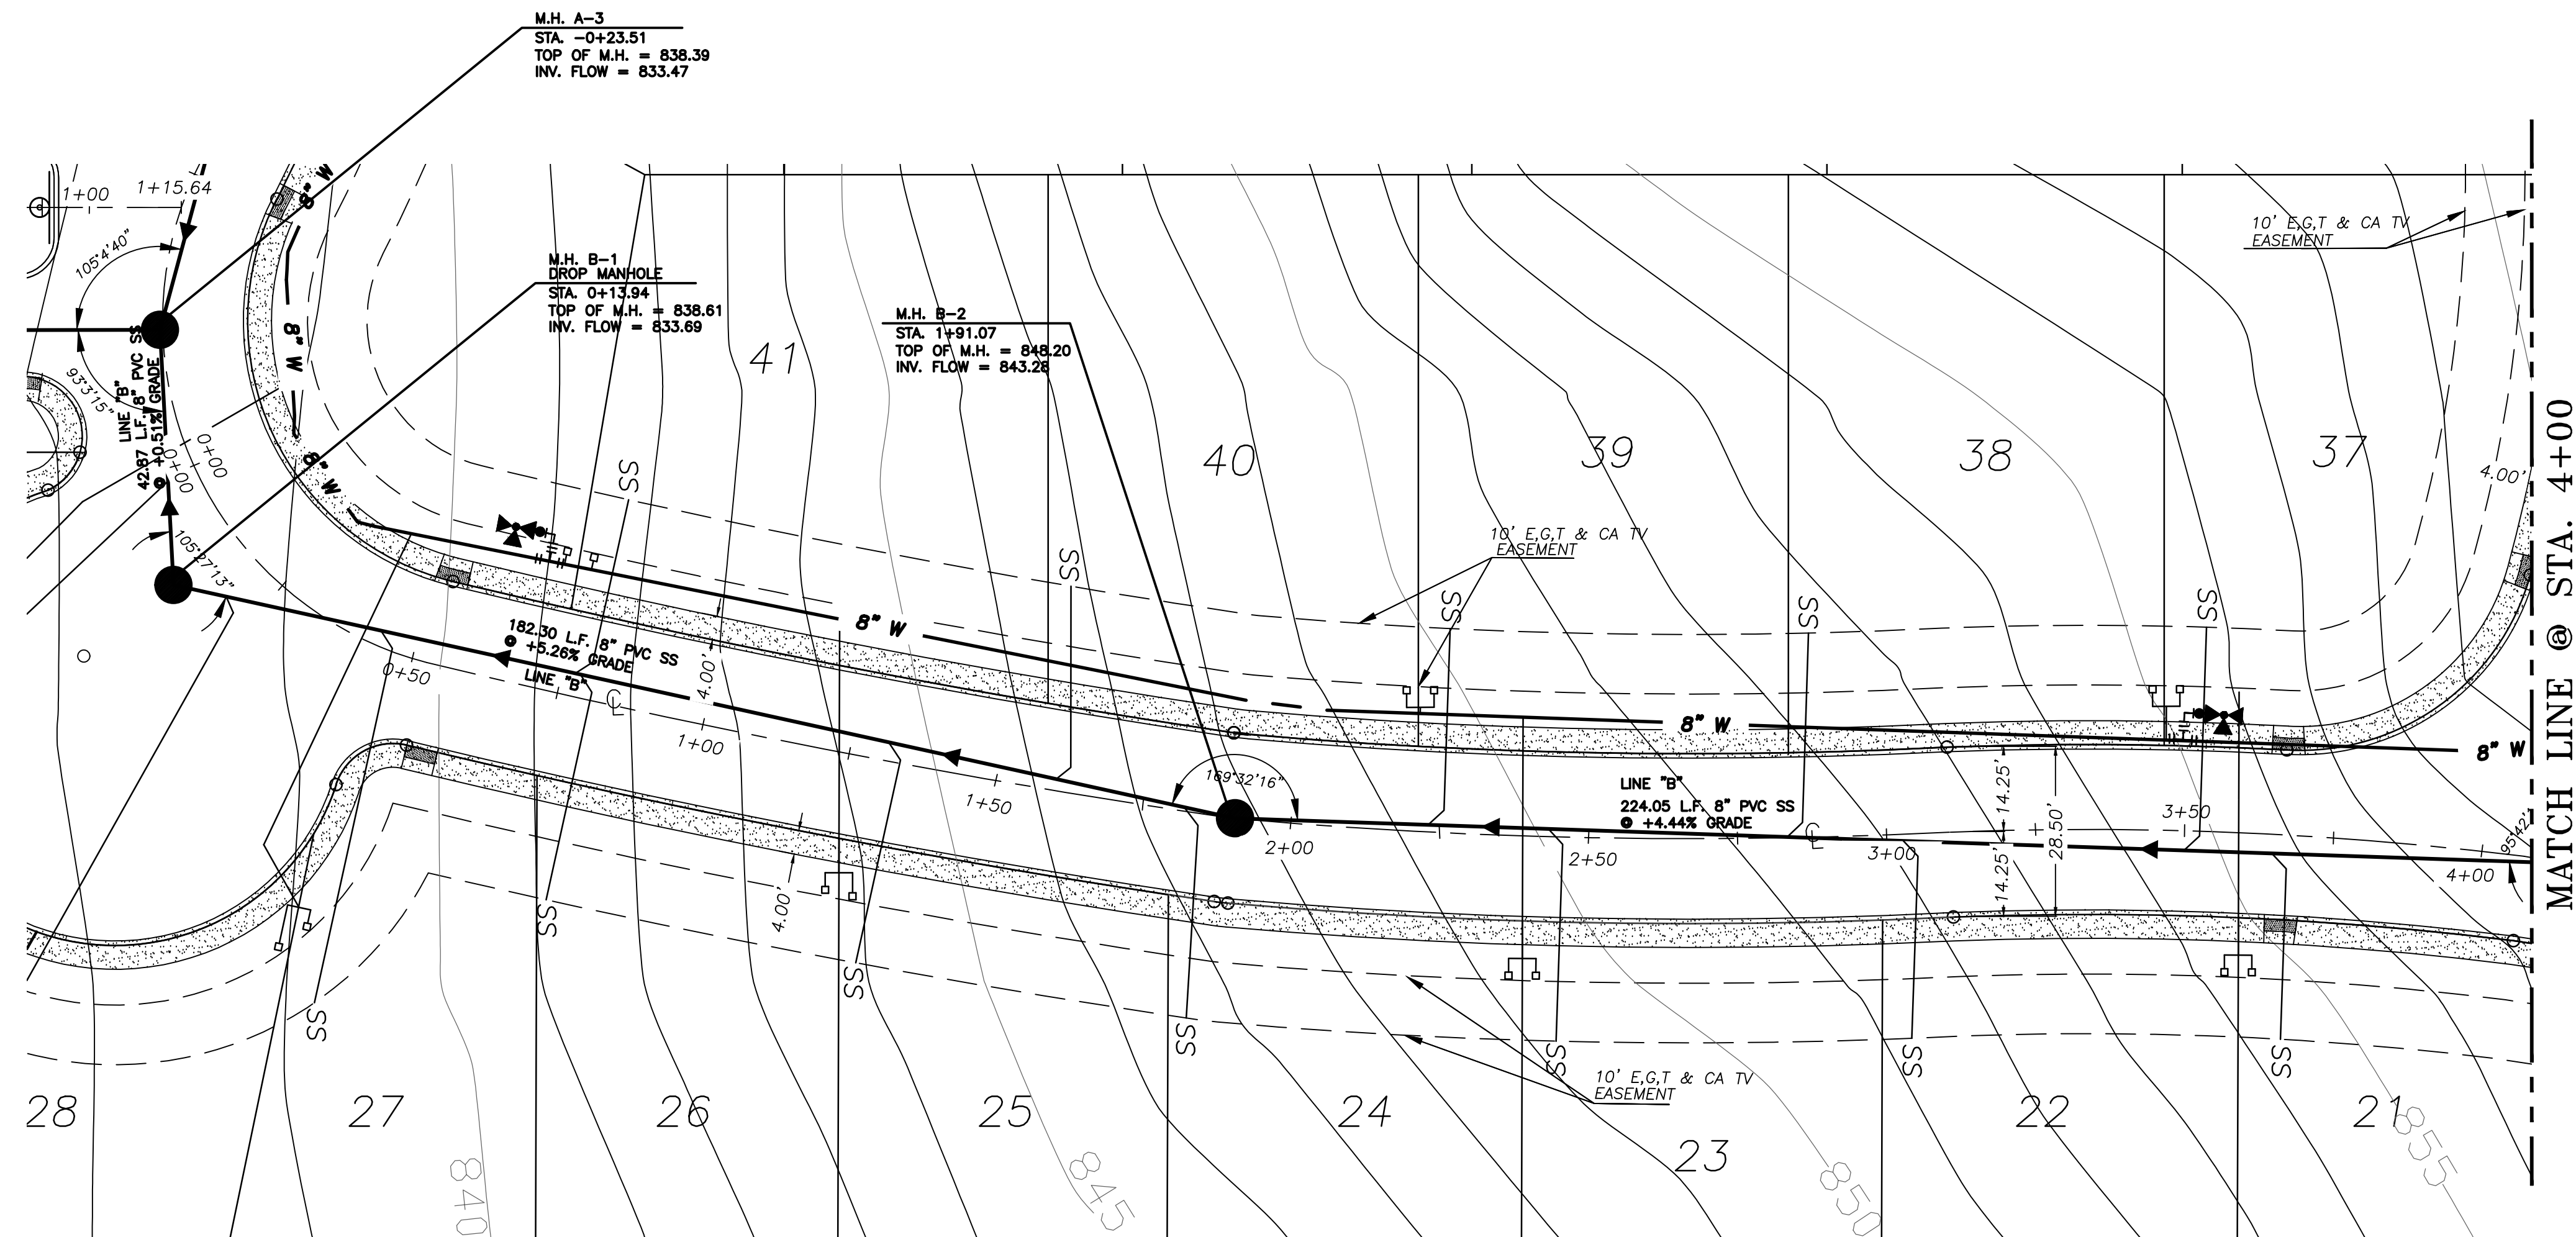 M.H. A-3
STA. -0+23.51
TOP OF M.H. = 838.39
INV. FLOW = 833.47
1+00
1+15.64
8" W
105°4'40"
10' E,G,T & CA TV
EASEMENT
M.H. B-1
DROP MANHOLE
STA. 0+13.94
TOP OF M.H. = 838.61
INV. FLOW = 833.69
M.H. B-2
STA. 1+91.07
TOP OF M.H. = 848.20
INV. FLOW = 843.28
8" W
41
40
39
38
37
4.00'
93°3'15"
LINE "B"
42.87 L.F. 8" PVC SS
@ +0.51% GRADE
0+00
0+00
8" W
SS
SS
SS
SS
SS
10' E,G,T & CA TV
EASEMENT
105°27'13"
182.30 L.F. 8" PVC SS
@ +5.26% GRADE
LINE "B"
8" W
8" W
8" W
0+50
CL
4.00'
1+00
1+50
169°32'16"
2+00
LINE "B"
224.05 L.F. 8" PVC SS
@ +4.44% GRADE
2+50
CL
3+00
14.25'
14.25'
28.50'
3+50
95°42'
4+00
MATCH LINE @ STA. 4+00
4.00'
SS
SS
SS
SS
SS
SS
SS
10' E,G,T & CA TV
EASEMENT
28
27
26
25
24
23
22
21
840
845
850
855